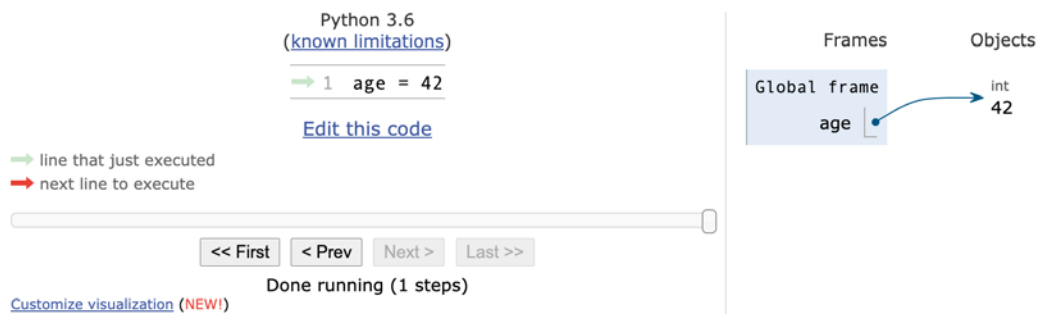 Python 3.6
(known limitations)
1 age = 42
Edit this code
line that just executed
next line to execute
<< First < Prev Next > Last >>
Done running (1 steps)
Customize visualization (NEW!)
Frames Objects
Global frame
age
int
42